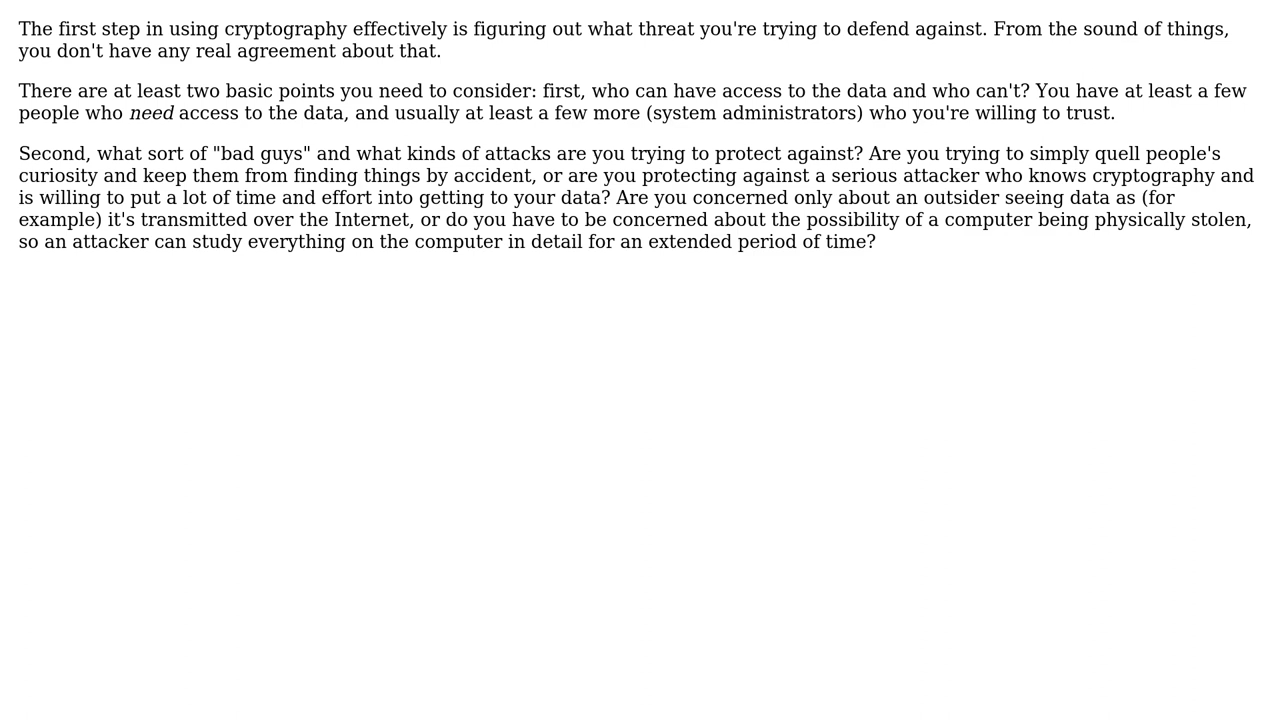 The first step in using cryptography effectively is figuring out what threat you're trying to defend against. From the sound of things,
you don't have any real agreement about that.
There are at least two basic points you need to consider: first, who can have access to the data and who can't? You have at least a few
people who need access to the data, and usually at least a few more (system administrators) who you're willing to trust.
Second, what sort of "bad guys" and what kinds of attacks are you trying to protect against? Are you trying to simply quell people's
curiosity and keep them from finding things by accident, or are you protecting against a serious attacker who knows cryptography and
is willing to put a lot of time and effort into getting to your data? Are you concerned only about an outsider seeing data as (for
example) it's transmitted over the Internet, or do you have to be concerned about the possibility of a computer being physically stolen,
so an attacker can study everything on the computer in detail for an extended period of time?